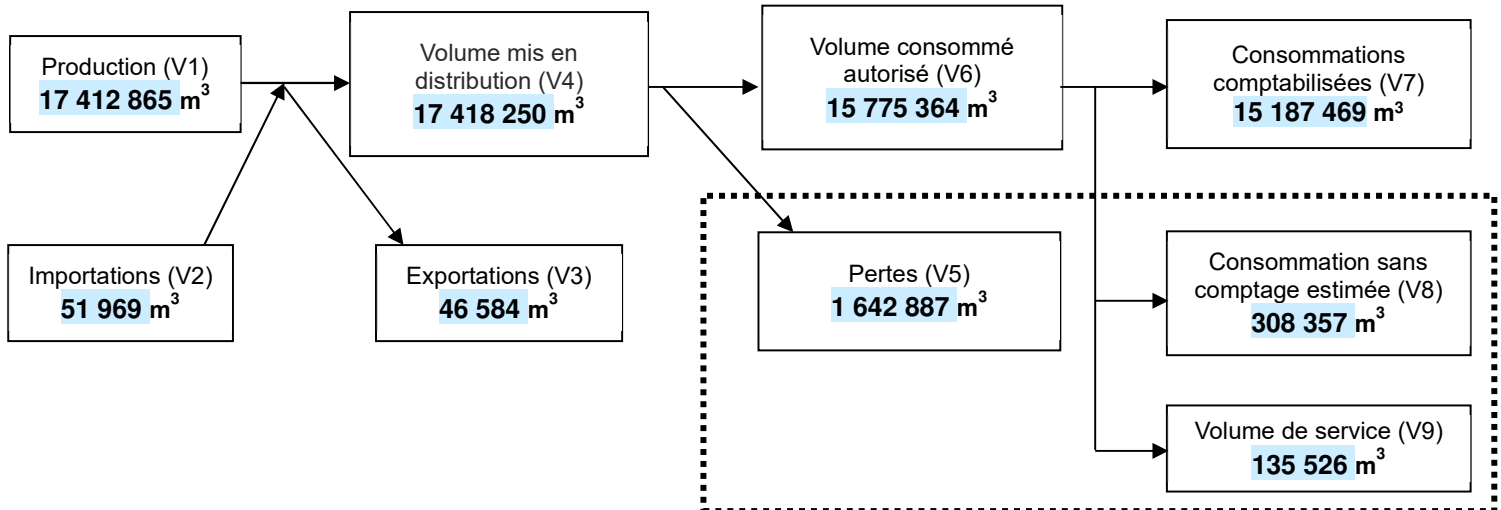 Production (V1)
17 412 865 m³
Volume mis en
distribution (V4)
17 418 250 m³
Volume consommé
autorisé (V6)
15 775 364 m³
Consommations
comptabilisées (V7)
15 187 469 m³
Importations (V2)
51 969 m³
Exportations (V3)
46 584 m³
Pertes (V5)
1 642 887 m³
Consommation sans
comptage estimée (V8)
308 357 m³
Volume de service (V9)
135 526 m³